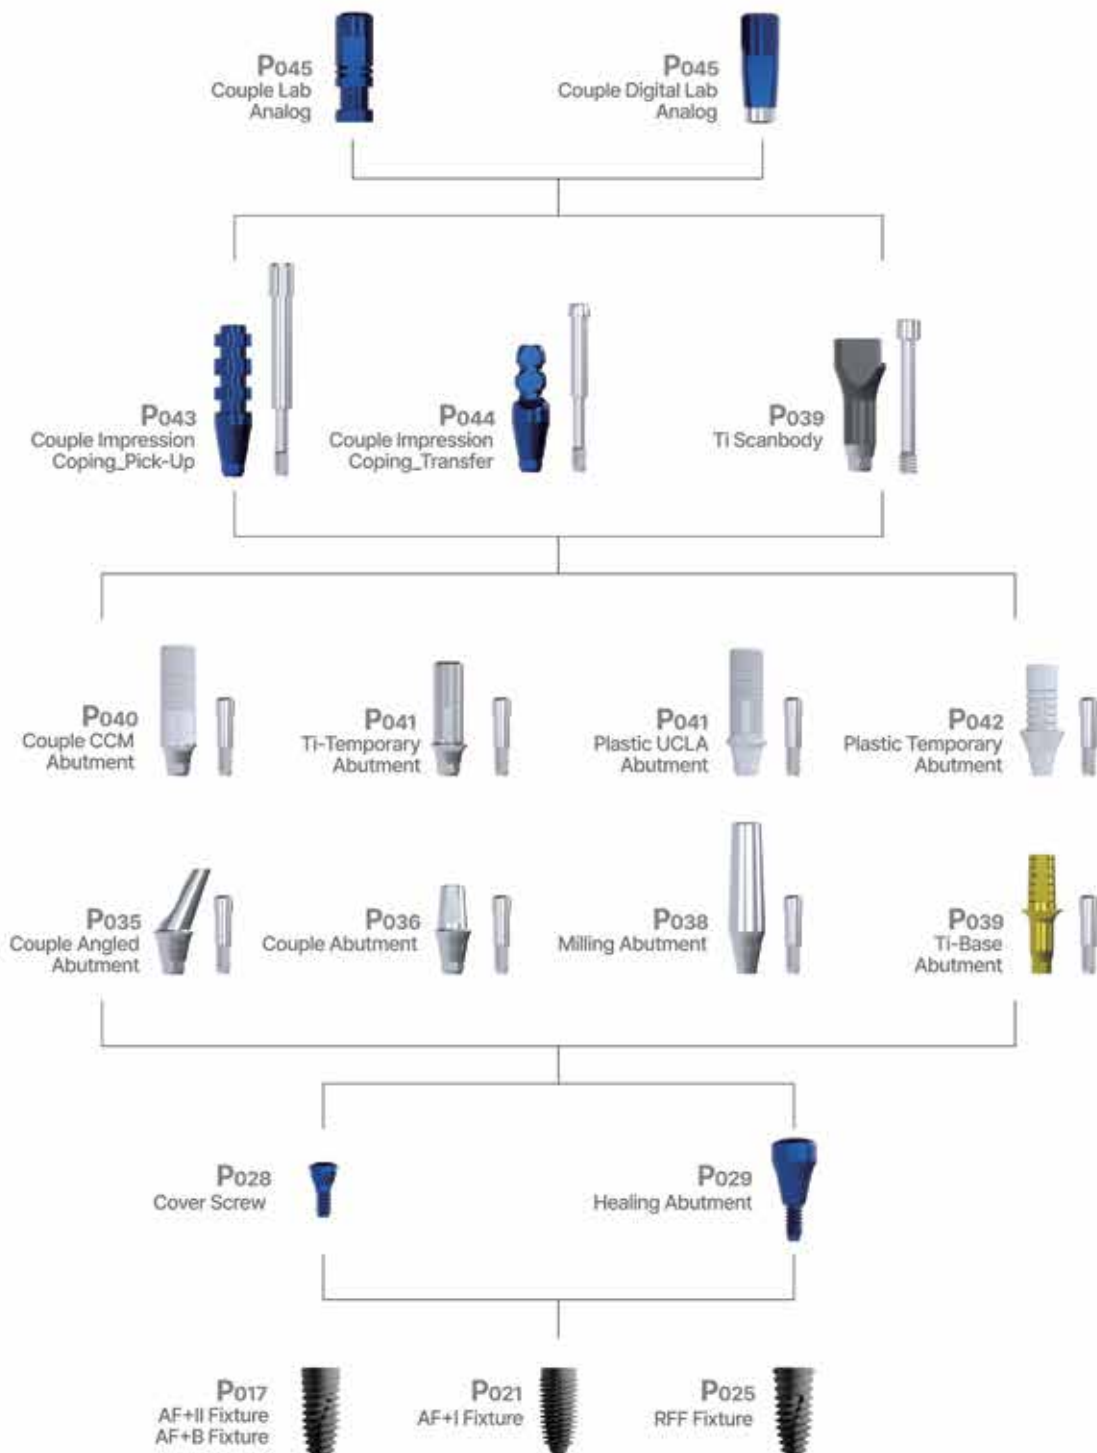 P045
Couple Lab
Analog
P045
Couple Digital Lab
Analog
P043
Couple Impression
Coping_Pick-Up
P044
Couple Impression
Coping_Transfer
P039
Ti Scanbody
P040
Couple CCM
Abutment
P041
Ti-Temporary
Abutment
P041
Plastic UCLA
Abutment
P042
Plastic Temporary
Abutment
P035
Couple Angled
Abutment
P036
Couple Abutment
P038
Milling Abutment
P039
Ti-Base
Abutment
P028
Cover Screw
P029
Healing Abutment
P017
AF+II Fixture
AF+B Fixture
P021
AF+I Fixture
P025
RFF Fixture